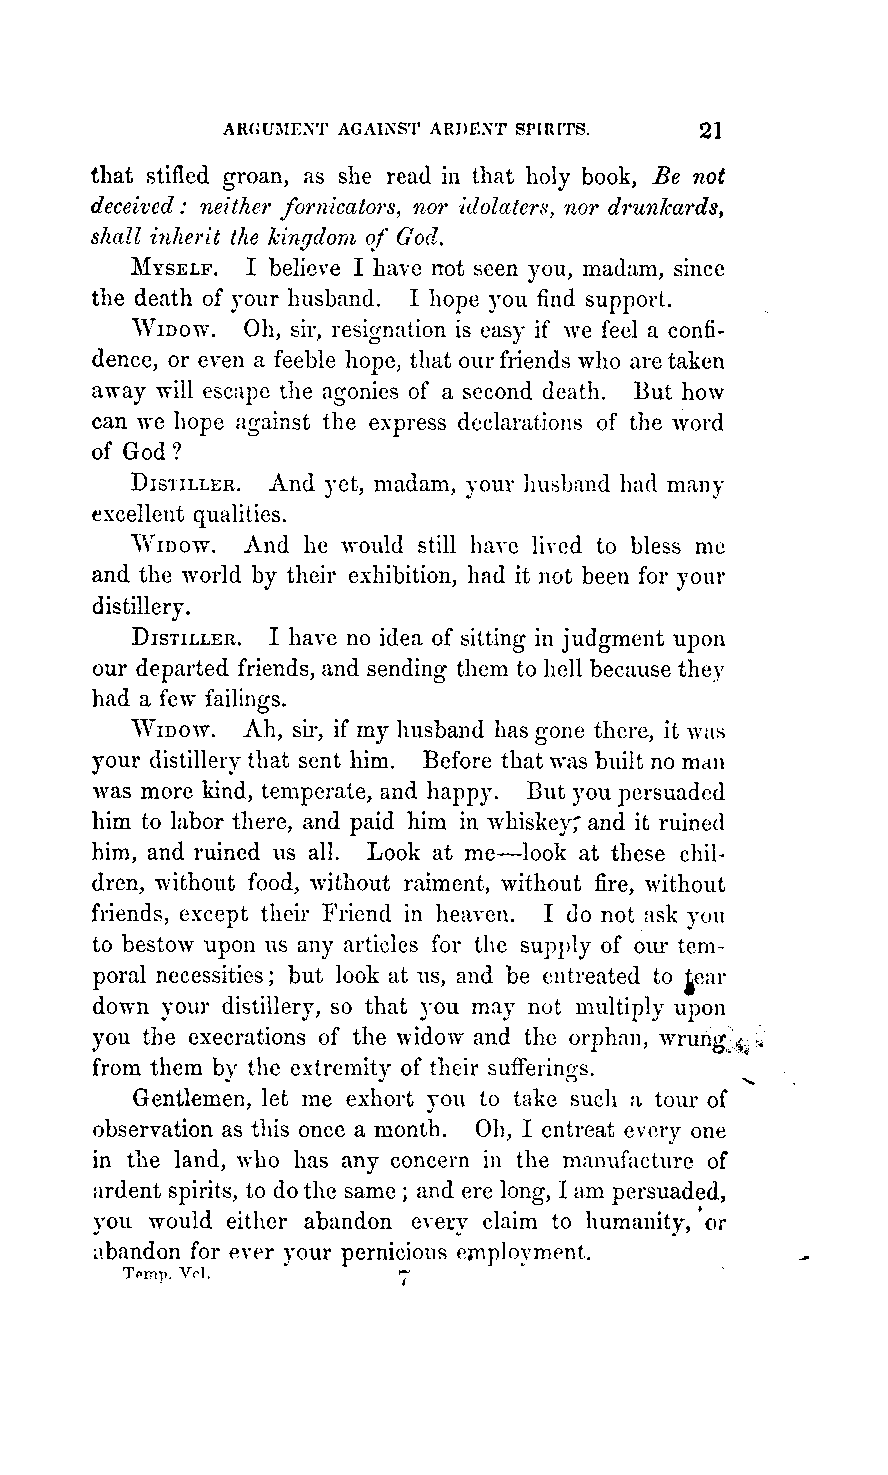 ARGUMENT AGAINST ARDENT SPIRITS. 21
that stifled groan, as she read in that holy book, Be not
deceived: neither fornicators, nor idolaters, nor drunkards,
shall inherit the kingdom of God.
MYSELF. I believe I have not seen you, madam, since
the death of your husband. I hope you find support.
WIDOW. Oh, sir, resignation is easy if we feel a confi-
dence, or even a feeble hope, that our friends who are taken
away will escape the agonies of a second death. But how
can we hope against the express declarations of the word
of God?
DISTILLER. And yet, madam, your husband had many
excellent qualities.
WIDOW. And he would still have lived to bless me
and the world by their exhibition, had it not been for your
distillery.
DISTILLER. I have no idea of sitting in judgment upon
our departed friends, and sending them to hell because they
had a few failings.
WIDOW. Ah, sir, if my husband has gone there, it was
your distillery that sent him. Before that was built no man
was more kind, temperate, and happy. But you persuaded
him to labor there, and paid him in whiskey; and it ruined
him, and ruined us all. Look at me—look at these chil-
dren, without food, without raiment, without fire, without
friends, except their Friend in heaven. I do not ask you
to bestow upon us any articles for the supply of our tem-
poral necessities; but look at us, and be entreated to tear
down your distillery, so that you may not multiply upon
you the execrations of the widow and the orphan, wrung
from them by the extremity of their sufferings.
Gentlemen, let me exhort you to take such a tour of
observation as this once a month. Oh, I entreat every one
in the land, who has any concern in the manufacture of
ardent spirits, to do the same; and ere long, I am persuaded,
you would either abandon every claim to humanity, or
abandon for ever your pernicious employment.
Temp. Vol. 7